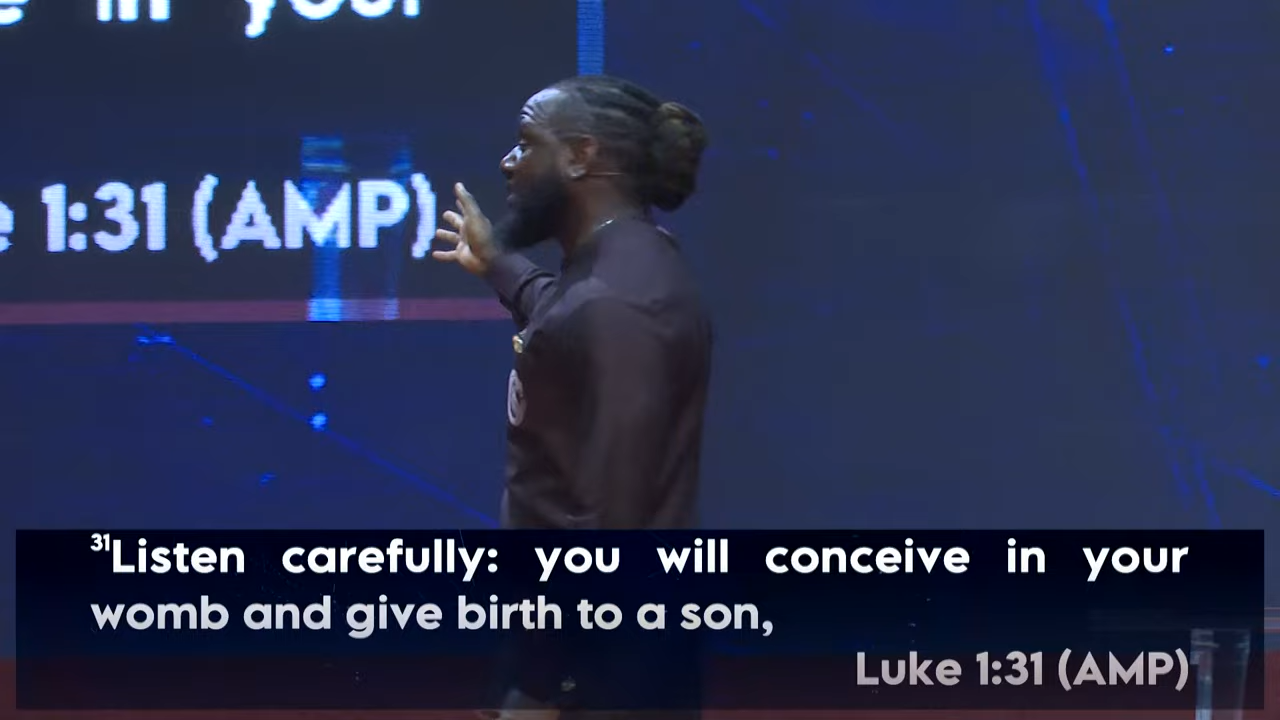 in your
1:31 (AMP)
31Listen carefully: you will conceive in your
womb and give birth to a son,
Luke 1:31 (AMP)